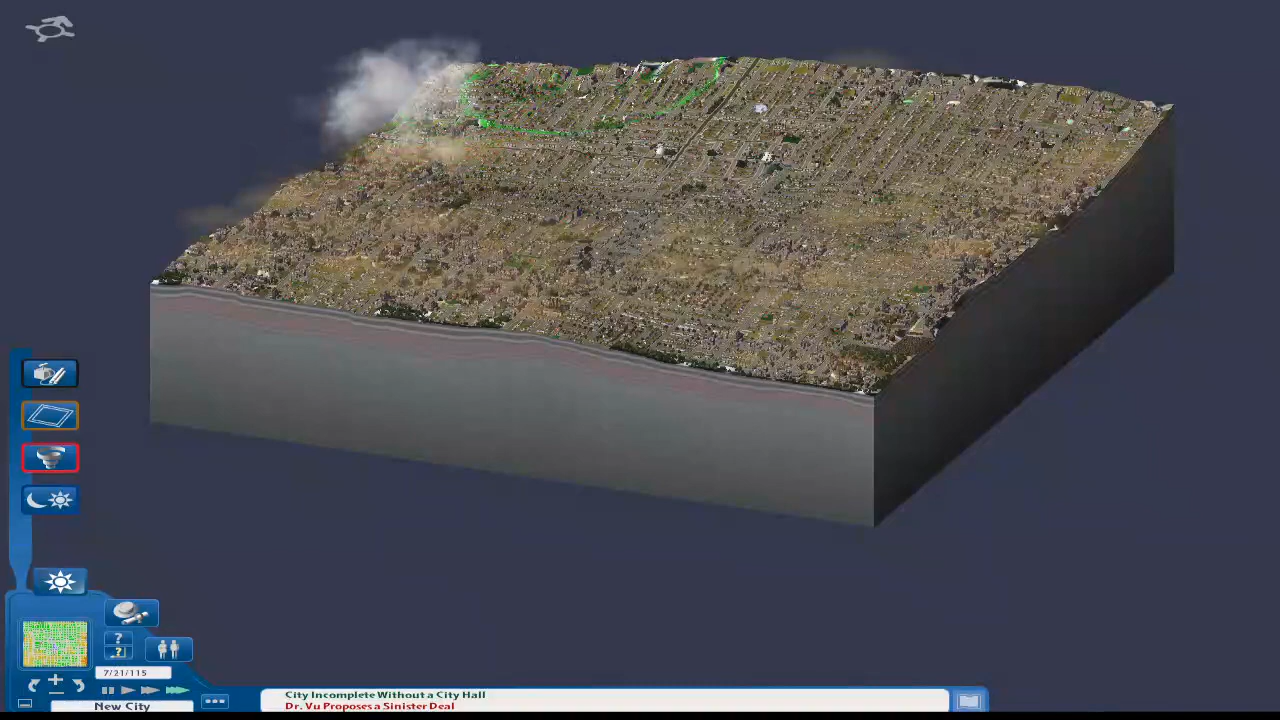 ?
?
7/21/115
New City
City Incomplete Without a City Hall
Dr. Vu Proposes a Sinister Deal